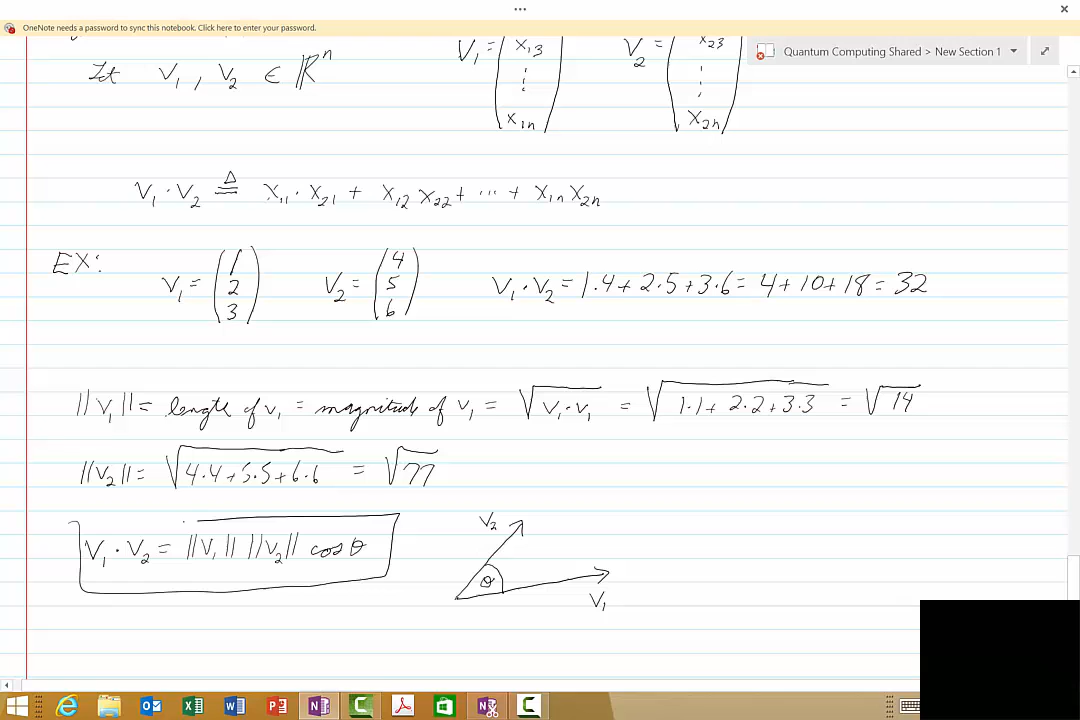 OneNote needs a password to sync this notebook. Click here to enter your password.
Quantum Computing Shared > New Section 1
Let V₁ , V₂ ∈ ℝⁿ
V₁ = ( x₁₃ ⋮ x₁ₙ ) V₂ = ( x₂₃ ⋮ x₂ₙ )
V₁ · V₂ ≜ x₁₁ · x₂₁ + x₁₂ x₂₂ + ··· + x₁ₙ x₂ₙ
EX: V₁ = ( 1 2 3 ) V₂ = ( 4 5 6 ) V₁ · V₂ = 1·4 + 2·5 + 3·6 = 4 + 10 + 18 = 32
||V₁|| = length of v₁ = magnitude of V₁ = √(V₁ · V₁) = √(1·1 + 2·2 + 3·3) = √14
||V₂|| = √(4·4 + 5·5 + 6·6) = √77
V₁ · V₂ = ||V₁|| ||V₂|| cos θ
V₂
θ
V₁